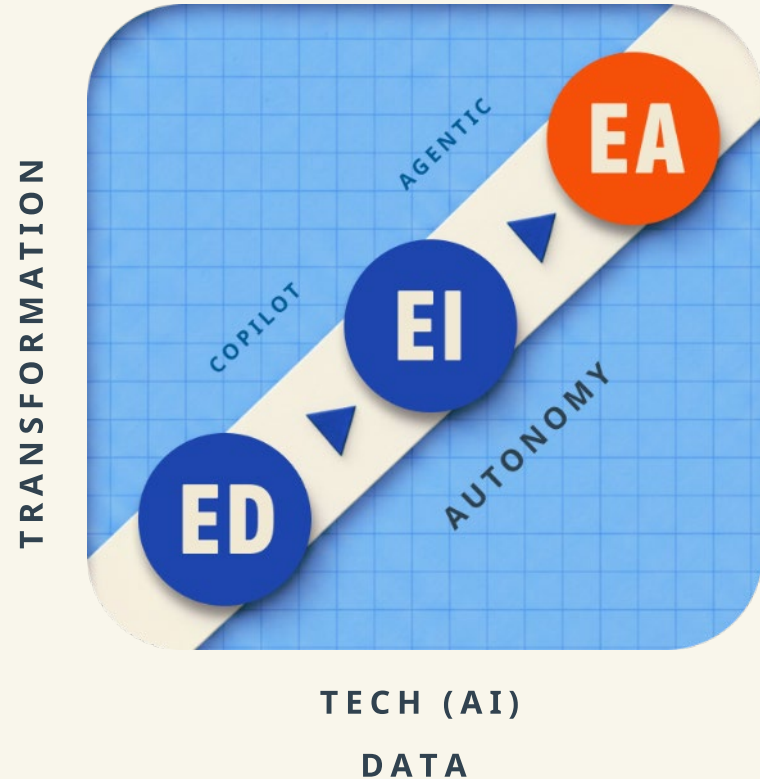 TRANSFORMATION
AGENTIC
EA
COPILOT
EI
AUTONOMY
ED
TECH (AI)
DATA